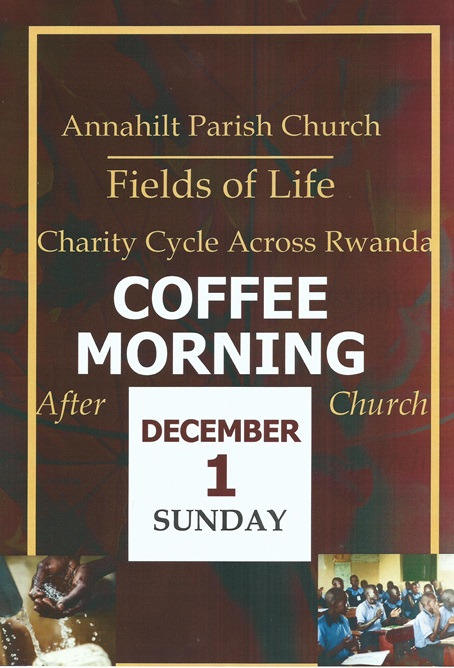 Annahilt Parish Church
Fields of Life
Charity Cycle Across Rwanda
COFFEE
MORNING
After Church
DECEMBER
1
SUNDAY